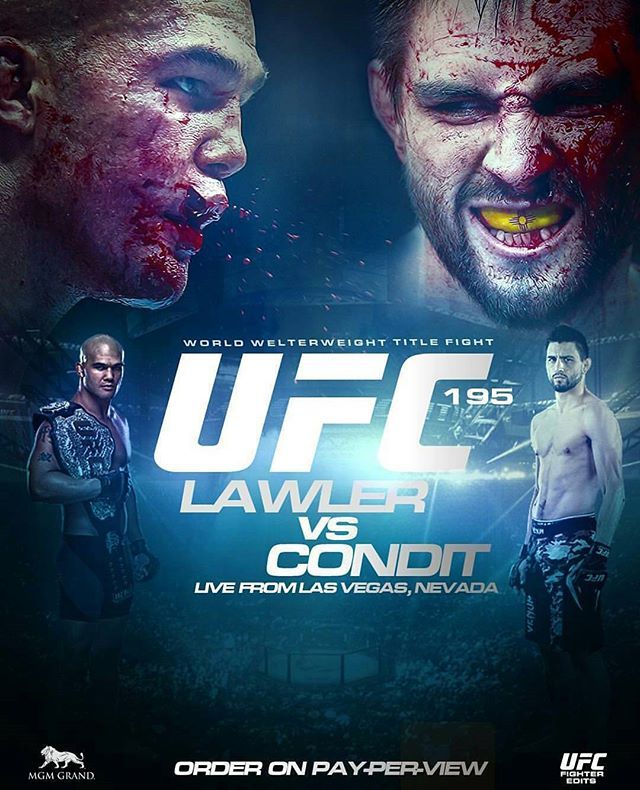 WORLD WELTERWEIGHT TITLE FIGHT
UFC 195
LAWLER
VS
CONDIT
LIVE FROM LAS VEGAS, NEVADA
MGM GRAND.
ORDER ON PAY-PER-VIEW
UFC
FIGHTER
EDITS